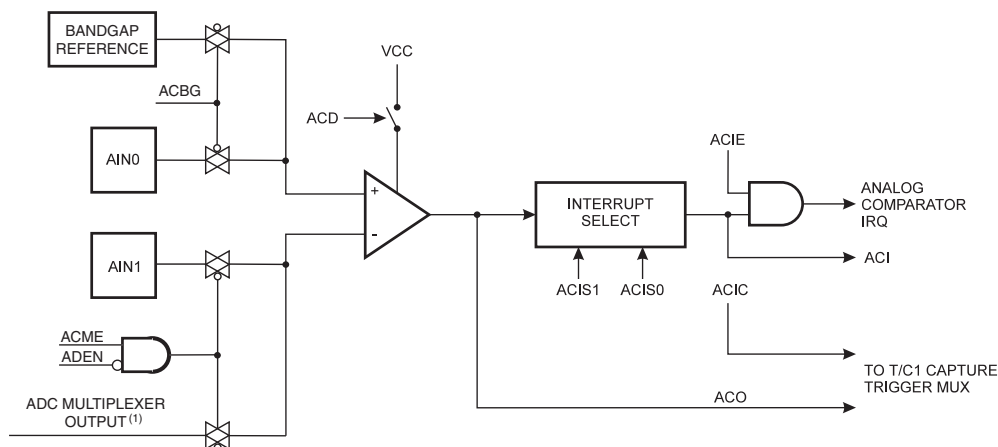 BANDGAP
REFERENCE
VCC
ACBG
ACD
AIN0
ACIE
+
INTERRUPT
SELECT
ANALOG
COMPARATOR
IRQ
-
AIN1
ACI
ACIS1 ACIS0
ACIC
ACME
ADEN
TO T/C1 CAPTURE
TRIGGER MUX
ADC MULTIPLEXER
OUTPUT (1)
ACO